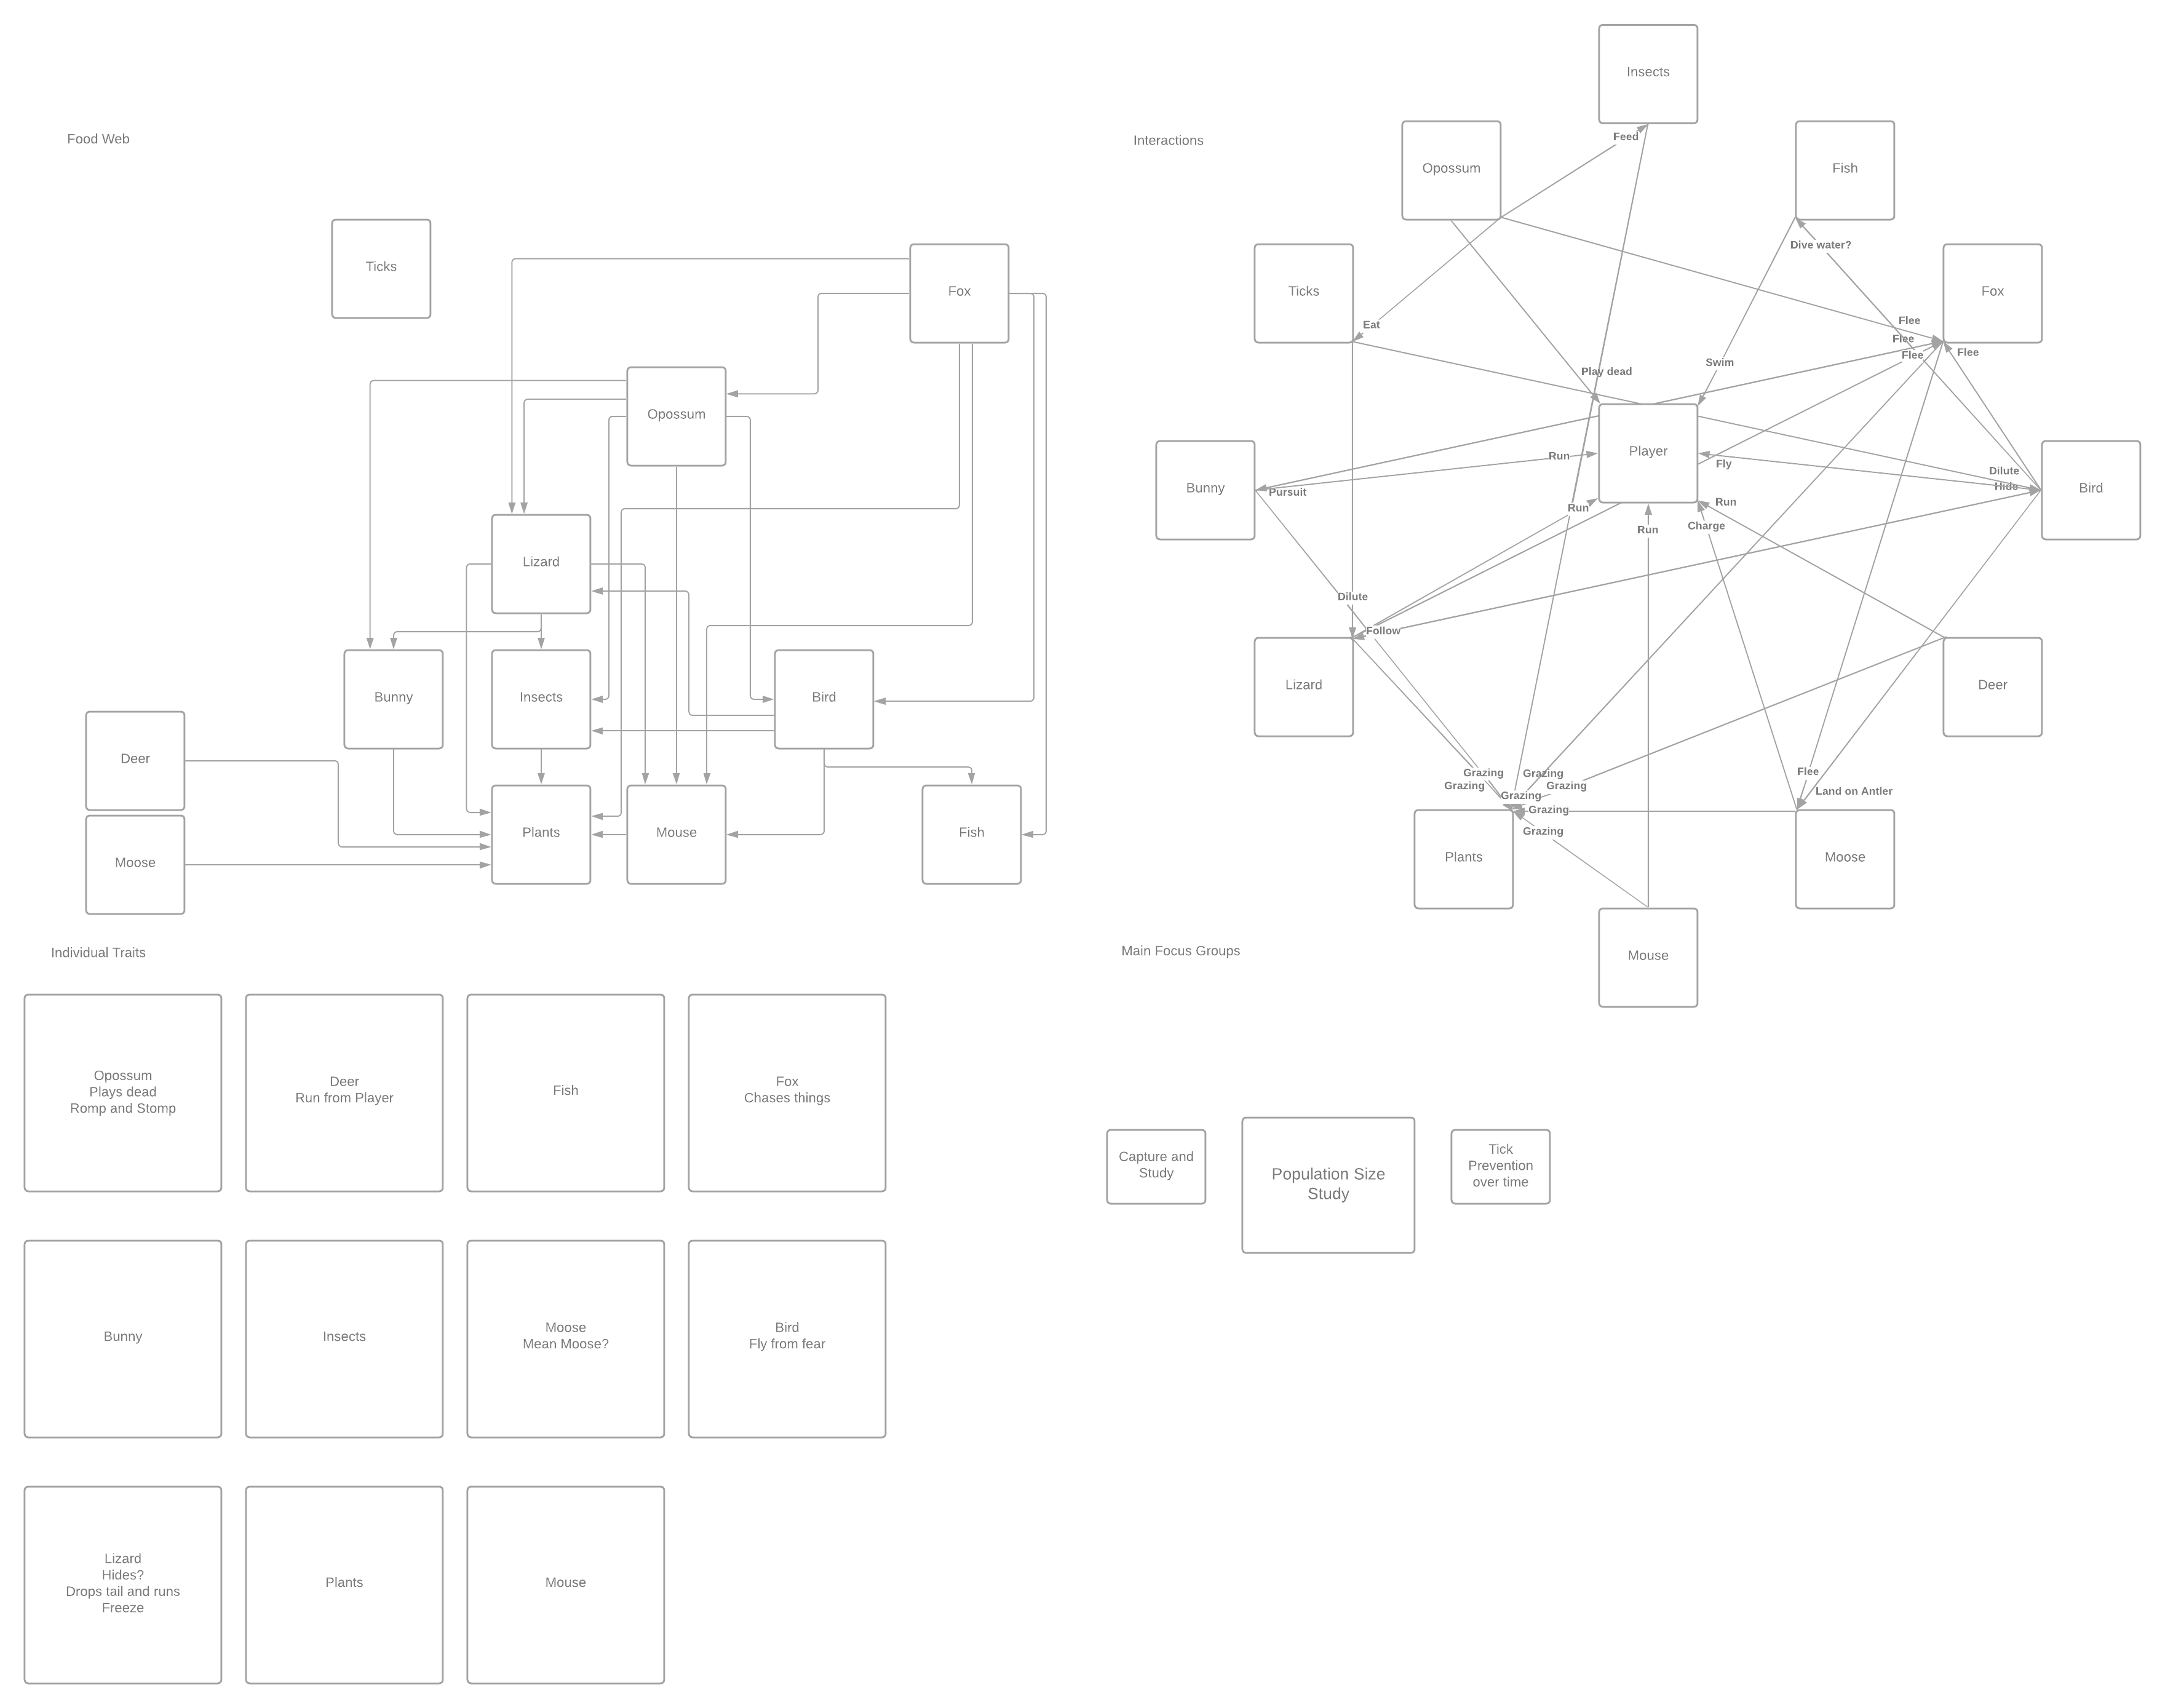 Food Web
Ticks
Fox
Opossum
Lizard
Bunny
Insects
Bird
Deer
Moose
Plants
Mouse
Fish
Interactions
Insects
Opossum
Fish
Ticks
Fox
Player
Bunny
Bird
Lizard
Deer
Plants
Moose
Mouse
Feed
Dive water?
Eat
Flee
Flee
Flee
Flee
Swim
Play dead
Run
Fly
Pursuit
Dilute
Hide
Run
Run
Charge
Run
Dilute
Follow
Grazing
Grazing
Grazing
Grazing
Grazing
Grazing
Grazing
Flee
Land on Antler
Individual Traits
Opossum
Plays dead
Romp and Stomp
Deer
Run from Player
Fish
Fox
Chases things
Bunny
Insects
Moose
Mean Moose?
Bird
Fly from fear
Lizard
Hides?
Drops tail and runs
Freeze
Plants
Mouse
Main Focus Groups
Capture and
Study
Population Size
Study
Tick
Prevention
over time